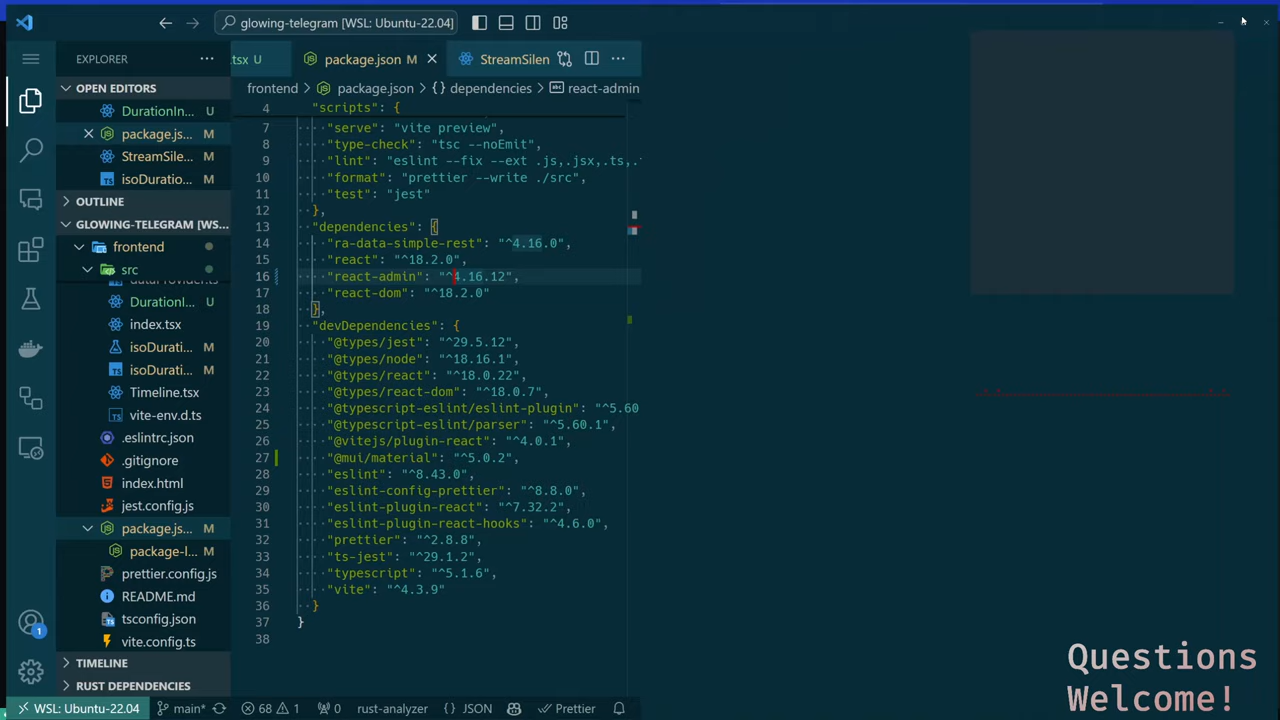 glowing-telegram [WSL: Ubuntu-22.04]
EXPLORER
OPEN EDITORS
DurationIn... U
package.js... M
StreamSile... M
isoDuratio... M
OUTLINE
GLOWING-TELEGRAM [WS...
frontend
src
DurationI... U
index.tsx
isoDurati... M
isoDurati... M
Timeline.tsx
vite-env.d.ts
.eslintrc.json
.gitignore
index.html
jest.config.js
package.js... M
package-l... M
prettier.config.js
README.md
tsconfig.json
vite.config.ts
TIMELINE
RUST DEPENDENCIES
.tsx U
package.json M
StreamSilen
frontend > package.json > {} dependencies > react-admin
4 "scripts": {
7 "serve": "vite preview",
8 "type-check": "tsc --noEmit",
9 "lint": "eslint --fix --ext .js,.jsx,.ts,.
10 "format": "prettier --write ./src",
11 "test": "jest"
12 },
13 "dependencies": {
14 "ra-data-simple-rest": "^4.16.0",
15 "react": "^18.2.0",
16 "react-admin": "^4.16.12",
17 "react-dom": "^18.2.0"
18 },
19 "devDependencies": {
20 "@types/jest": "^29.5.12",
21 "@types/node": "^18.16.1",
22 "@types/react": "^18.0.22",
23 "@types/react-dom": "^18.0.7",
24 "@typescript-eslint/eslint-plugin": "^5.60
25 "@typescript-eslint/parser": "^5.60.1",
26 "@vitejs/plugin-react": "^4.0.1",
27 "@mui/material": "^5.0.2",
28 "eslint": "^8.43.0",
29 "eslint-config-prettier": "^8.8.0",
30 "eslint-plugin-react": "^7.32.2",
31 "eslint-plugin-react-hooks": "^4.6.0",
32 "prettier": "^2.8.8",
33 "ts-jest": "^29.1.2",
34 "typescript": "^5.1.6",
35 "vite": "^4.3.9"
36 }
37 }
38
Questions
Welcome!
1
WSL: Ubuntu-22.04 main* 68 1 0 rust-analyzer {} JSON Prettier